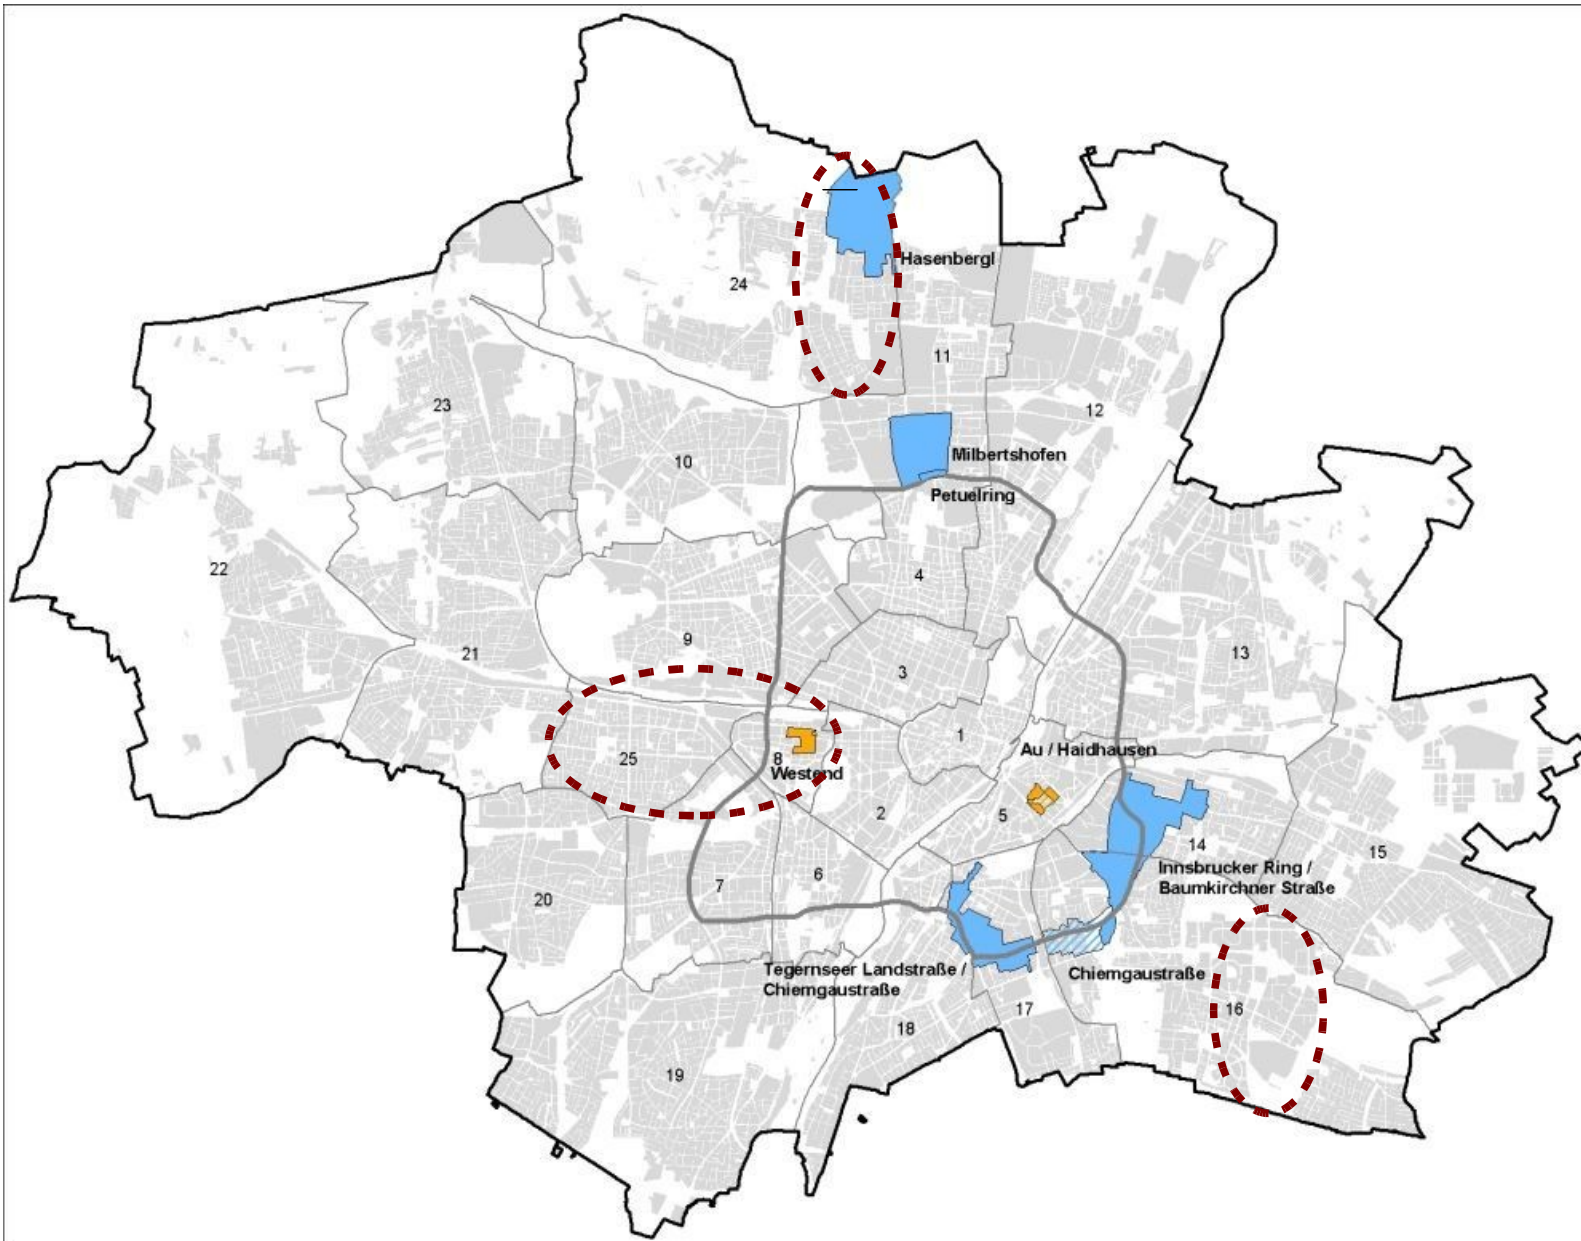 Hasenbergl
24
11
23
12
10
Milbertshofen
Petuelring
22
4
9
21
3
13
1
Au / Haidhausen
25
8
Westend
2
5
14
15
Innsbrucker Ring /
Baumkirchner Straße
6
7
20
Tegernseer Landstraße /
Chiemgaustraße
Chiemgaustraße
16
17
18
19